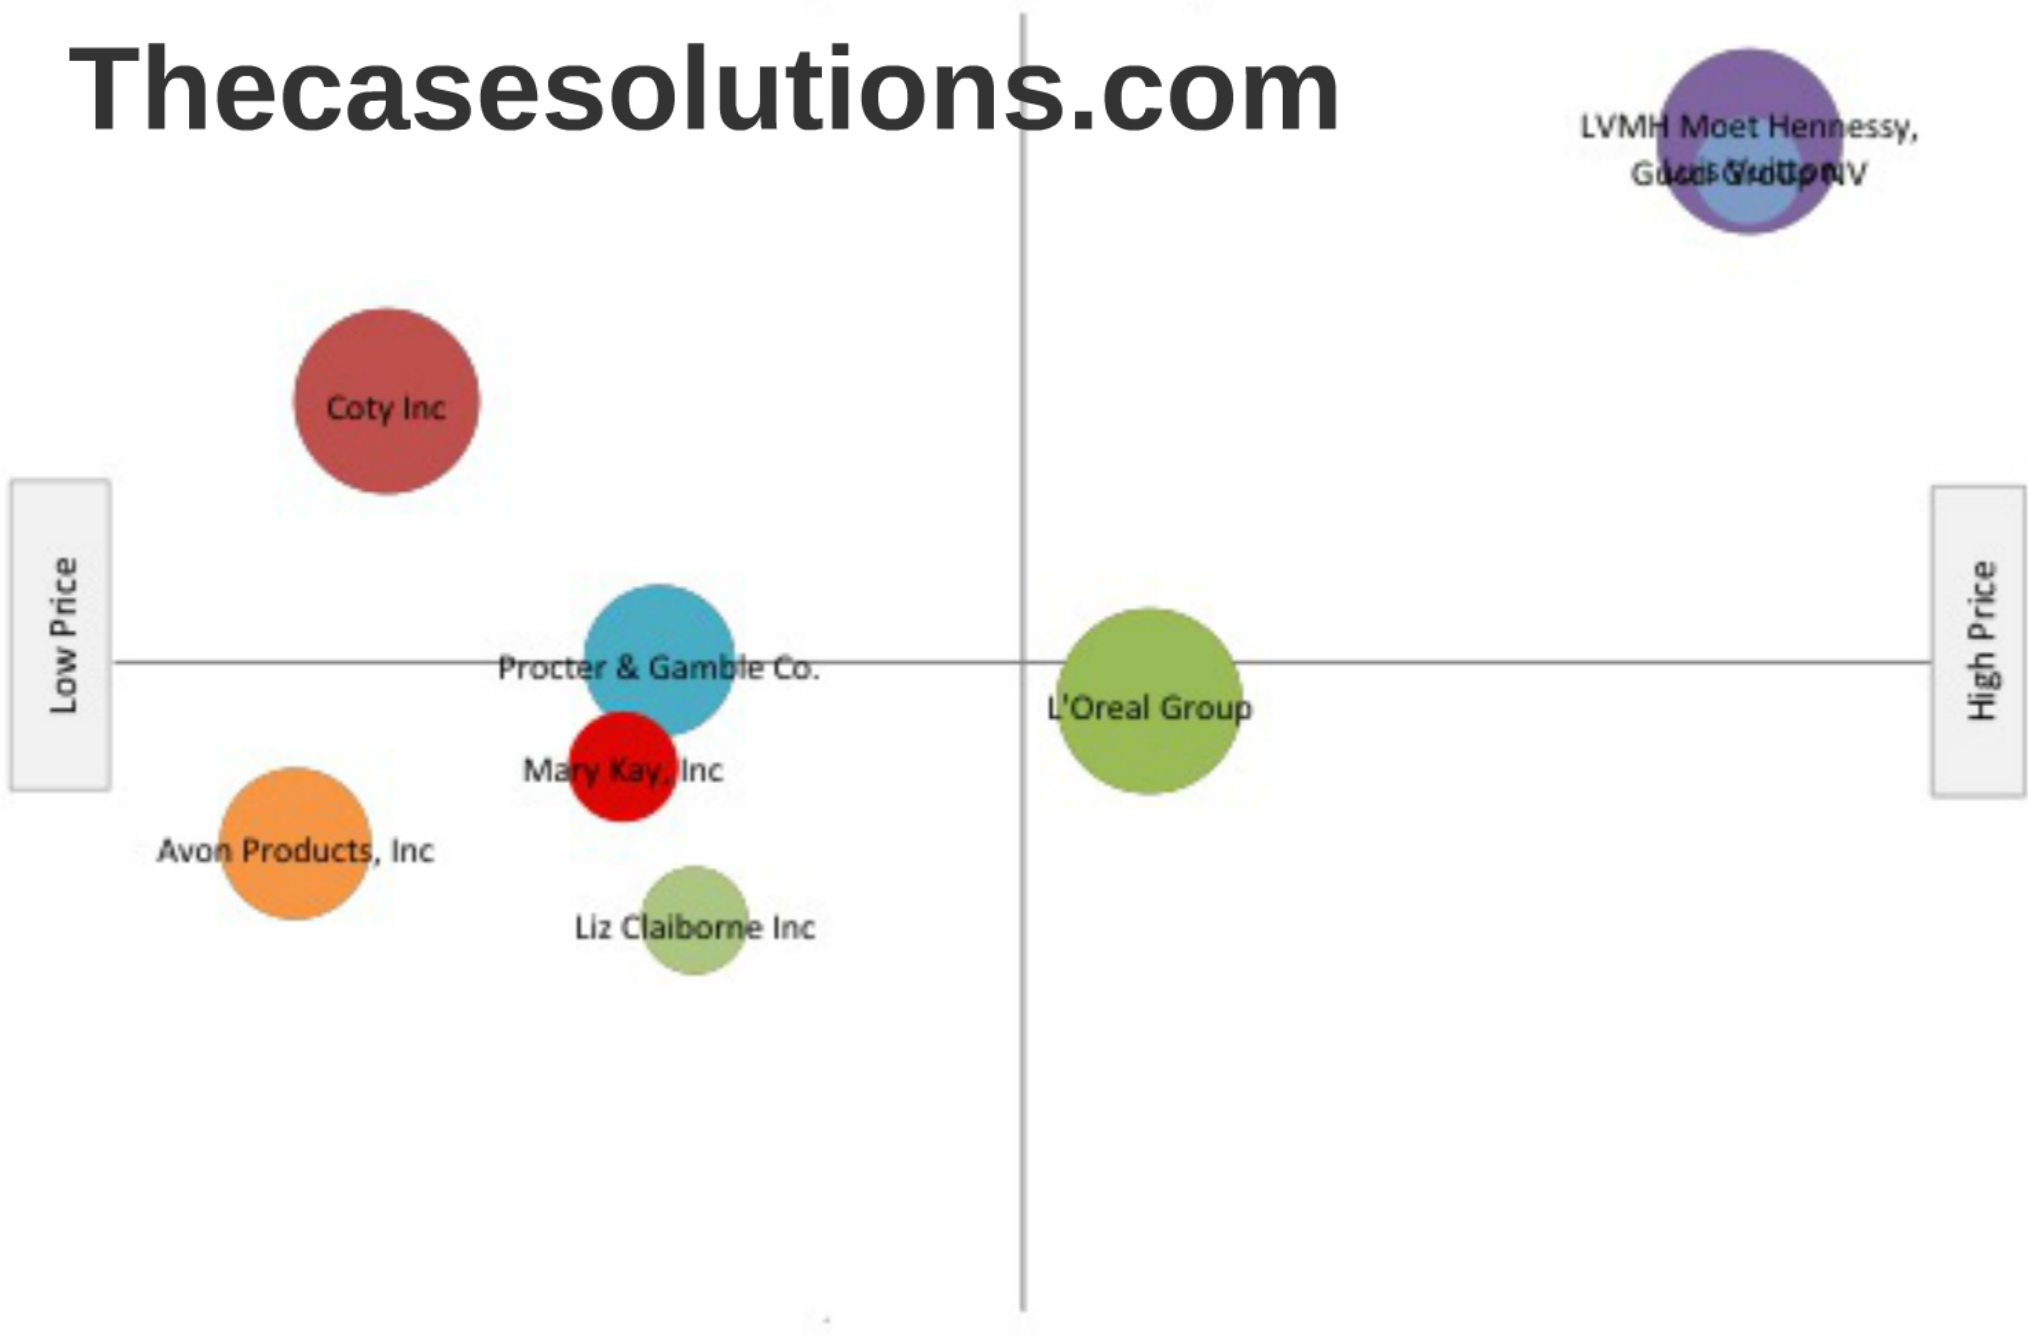 Thecasesolutions.com
LVMH Moet Hennessy,
Coty Inc
Low Price
High Price
Procter & Gamble Co.
L'Oreal Group
Mary Kay, Inc
Avon Products, Inc
Liz Claiborne Inc